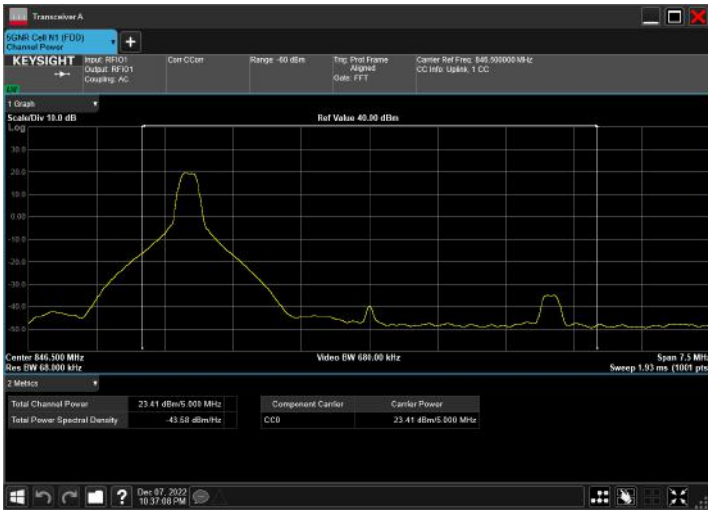 Transceiver A
5GNR Cell N1 (FDD)
Channel Power
+
KEYSIGHT
Input: RFIO1
Output: RFIO1
Coupling: AC
Corr CCorr
Range: -60 dBm
Trig: Prot Frame
Aligned
Gate: FFT
Carrier Ref Freq: 846.500000 MHz
CC Info: Uplink, 1 CC
1 Graph
Scale/Div 10.0 dB
Ref Value 40.00 dBm
Log
30.0
20.0
10.0
0.00
-10.0
-20.0
-30.0
-40.0
-50.0
Center 846.500 MHz
Video BW 680.00 kHz
Span 7.5 MHz
Res BW 68.000 kHz
Sweep 1.93 ms (1001 pts
2 Metrics
Total Channel Power
23.41 dBm/5.000 MHz
Total Power Spectral Density
-43.58 dBm/Hz
Component Carrier
Carrier Power
CC0
23.41 dBm/5.000 MHz
?
Dec 07, 2022
10:37:08 PM